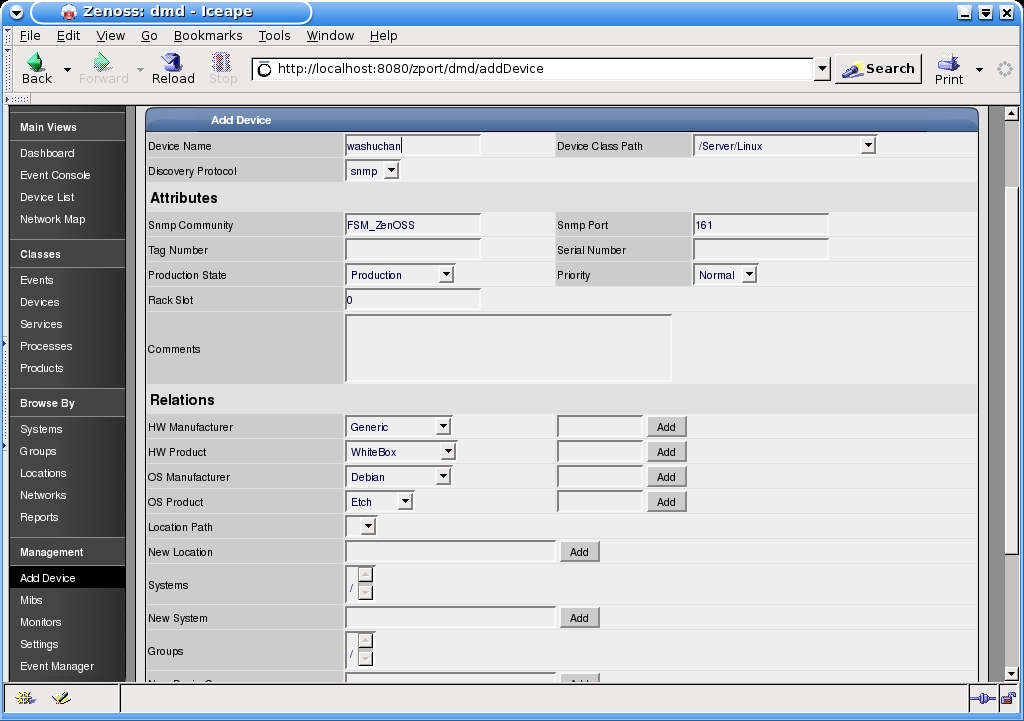 Zenoss: dmd - Iceape
File Edit View Go Bookmarks Tools Window Help
Back Forward Reload Stop http://localhost:8080/zport/dmd/addDevice Search Print
Main Views
Dashboard
Event Console
Device List
Network Map
Classes
Events
Devices
Services
Processes
Products
Browse By
Systems
Groups
Locations
Networks
Reports
Management
Add Device
Mibs
Monitors
Settings
Event Manager
Add Device
Device Name washuchan Device Class Path /Server/Linux
Discovery Protocol snmp
Attributes
Snmp Community FSM_ZenOSS Snmp Port 161
Tag Number Serial Number
Production State Production Priority Normal
Rack Slot 0
Comments
Relations
HW Manufacturer Generic Add
HW Product WhiteBox Add
OS Manufacturer Debian Add
OS Product Etch Add
Location Path
New Location Add
Systems /
New System Add
Groups /